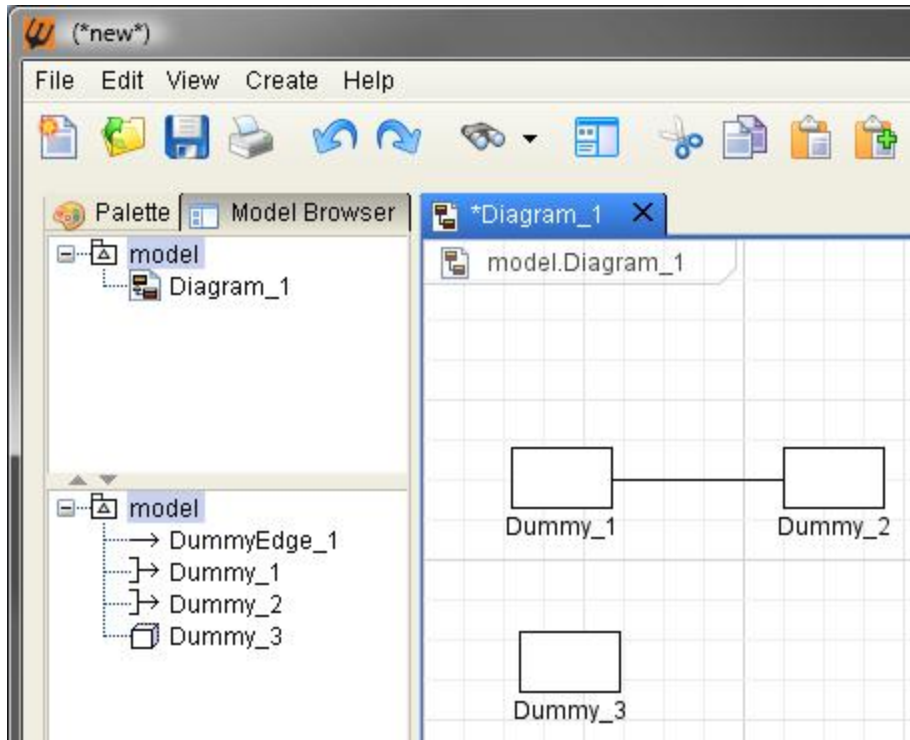 (*new*)
File Edit View Create Help
Palette Model Browser
model
Diagram_1
model
DummyEdge_1
Dummy_1
Dummy_2
Dummy_3
*Diagram_1
model.Diagram_1
Dummy_1 Dummy_2
Dummy_3